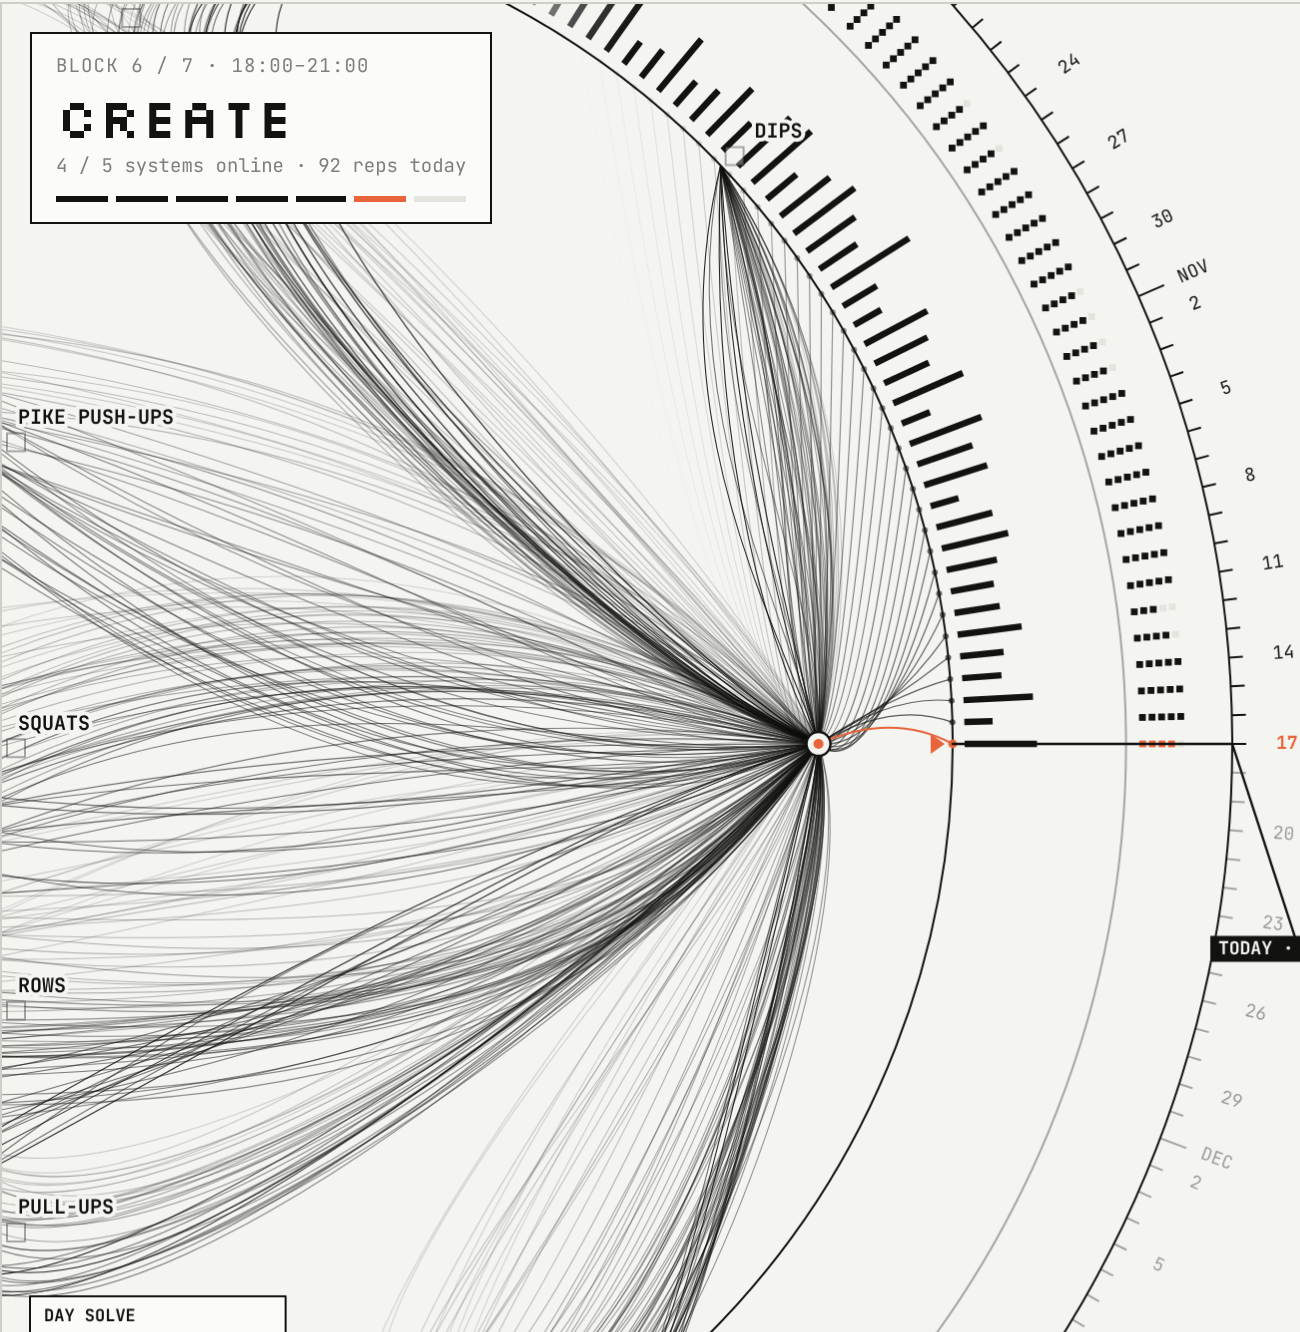 BLOCK 6 / 7 · 18:00–21:00
CREATE
4 / 5 systems online · 92 reps today
DIPS
24
27
30
NOV
2
PIKE PUSH-UPS
5
8
11
14
SQUATS
17
20
23
TODAY ·
ROWS
26
29
DEC
2
PULL-UPS
5
DAY SOLVE